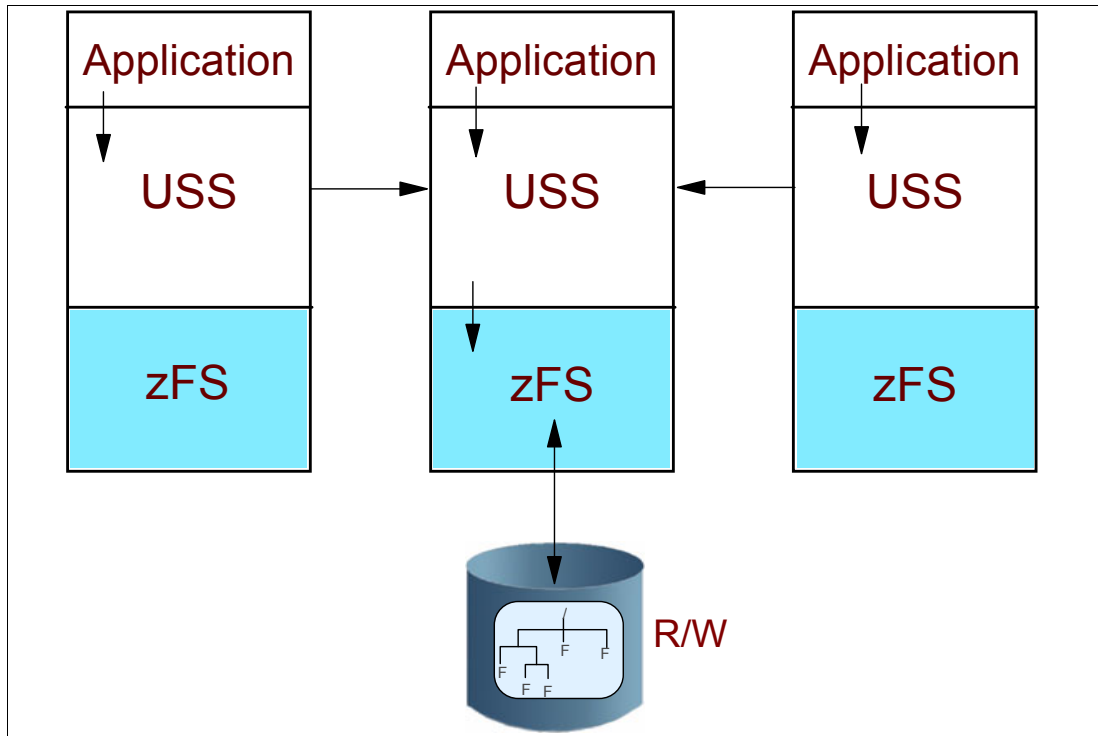 Application
Application
Application
USS
USS
USS
zFS
zFS
zFS
R/W
/
F
F
F
F
F